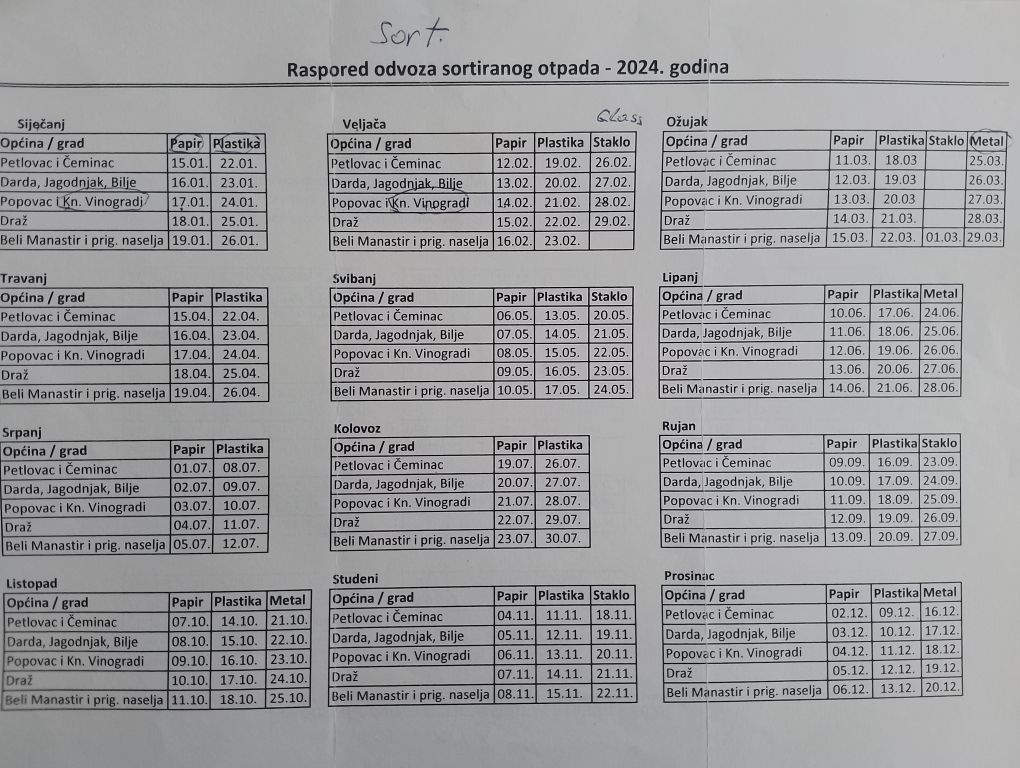 Sort.
Raspored odvoza sortiranog otpada - 2024. godina
Siječanj
Općina / grad Papir Plastika
Petlovac i Čeminac 15.01. 22.01.
Darda, Jagodnjak, Bilje 16.01. 23.01.
Popovac i Kn. Vinogradi 17.01. 24.01.
Draž 18.01. 25.01.
Beli Manastir i prig. naselja 19.01. 26.01.
Glass
Veljača
Općina / grad Papir Plastika Staklo
Petlovac i Čeminac 12.02. 19.02. 26.02.
Darda, Jagodnjak, Bilje 13.02. 20.02. 27.02.
Popovac i Kn. Vinogradi 14.02. 21.02. 28.02.
Draž 15.02. 22.02. 29.02.
Beli Manastir i prig. naselja 16.02. 23.02.
Ožujak
Općina / grad Papir Plastika Staklo Metal
Petlovac i Čeminac 11.03. 18.03 25.03.
Darda, Jagodnjak, Bilje 12.03. 19.03 26.03.
Popovac i Kn. Vinogradi 13.03. 20.03 27.03.
Draž 14.03. 21.03. 28.03.
Beli Manastir i prig. naselja 15.03. 22.03. 01.03. 29.03.
Travanj
Općina / grad Papir Plastika
Petlovac i Čeminac 15.04. 22.04.
Darda, Jagodnjak, Bilje 16.04. 23.04.
Popovac i Kn. Vinogradi 17.04. 24.04.
Draž 18.04. 25.04.
Beli Manastir i prig. naselja 19.04. 26.04.
Svibanj
Općina / grad Papir Plastika Staklo
Petlovac i Čeminac 06.05. 13.05. 20.05.
Darda, Jagodnjak, Bilje 07.05. 14.05. 21.05.
Popovac i Kn. Vinogradi 08.05. 15.05. 22.05.
Draž 09.05. 16.05. 23.05.
Beli Manastir i prig. naselja 10.05. 17.05. 24.05.
Lipanj
Općina / grad Papir Plastika Metal
Petlovac i Čeminac 10.06. 17.06. 24.06.
Darda, Jagodnjak, Bilje 11.06. 18.06. 25.06.
Popovac i Kn. Vinogradi 12.06. 19.06. 26.06.
Draž 13.06. 20.06. 27.06.
Beli Manastir i prig. naselja 14.06. 21.06. 28.06.
Srpanj
Općina / grad Papir Plastika
Petlovac i Čeminac 01.07. 08.07.
Darda, Jagodnjak, Bilje 02.07. 09.07.
Popovac i Kn. Vinogradi 03.07. 10.07.
Draž 04.07. 11.07.
Beli Manastir i prig. naselja 05.07. 12.07.
Kolovoz
Općina / grad Papir Plastika
Petlovac i Čeminac 19.07. 26.07.
Darda, Jagodnjak, Bilje 20.07. 27.07.
Popovac i Kn. Vinogradi 21.07. 28.07.
Draž 22.07. 29.07.
Beli Manastir i prig. naselja 23.07. 30.07.
Rujan
Općina / grad Papir Plastika Staklo
Petlovac i Čeminac 09.09. 16.09. 23.09.
Darda, Jagodnjak, Bilje 10.09. 17.09. 24.09.
Popovac i Kn. Vinogradi 11.09. 18.09. 25.09.
Draž 12.09. 19.09. 26.09.
Beli Manastir i prig. naselja 13.09. 20.09. 27.09.
Listopad
Općina / grad Papir Plastika Metal
Petlovac i Čeminac 07.10. 14.10. 21.10.
Darda, Jagodnjak, Bilje 08.10. 15.10. 22.10.
Popovac i Kn. Vinogradi 09.10. 16.10. 23.10.
Draž 10.10. 17.10. 24.10.
Beli Manastir i prig. naselja 11.10. 18.10. 25.10.
Studeni
Općina / grad Papir Plastika Staklo
Petlovac i Čeminac 04.11. 11.11. 18.11.
Darda, Jagodnjak, Bilje 05.11. 12.11. 19.11.
Popovac i Kn. Vinogradi 06.11. 13.11. 20.11.
Draž 07.11. 14.11. 21.11.
Beli Manastir i prig. naselja 08.11. 15.11. 22.11.
Prosinac
Općina / grad Papir Plastika Metal
Petlovac i Čeminac 02.12. 09.12. 16.12.
Darda, Jagodnjak, Bilje 03.12. 10.12. 17.12.
Popovac i Kn. Vinogradi 04.12. 11.12. 18.12.
Draž 05.12. 12.12. 19.12.
Beli Manastir i prig. naselja 06.12. 13.12. 20.12.